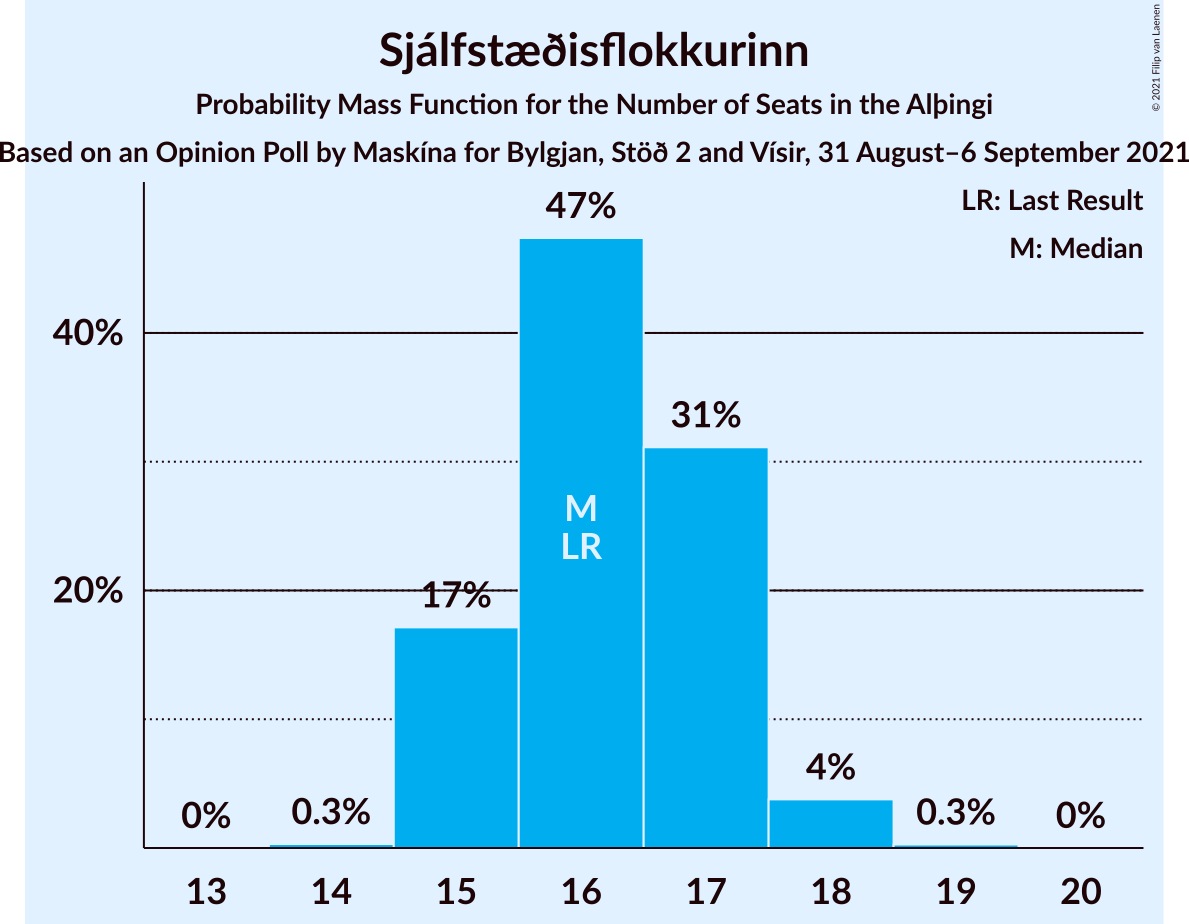 Sjálfstæðisflokkurinn
Probability Mass Function for the Number of Seats in the Alþingi
Based on an Opinion Poll by Maskína for Bylgjan, Stöð 2 and Vísir, 31 August–6 September 2021
© 2021 Filip van Laenen
LR: Last Result
M: Median
47%
40%
31%
M
LR
20%
17%
4%
0%
0.3%
0.3%
0%
13
14
15
16
17
18
19
20